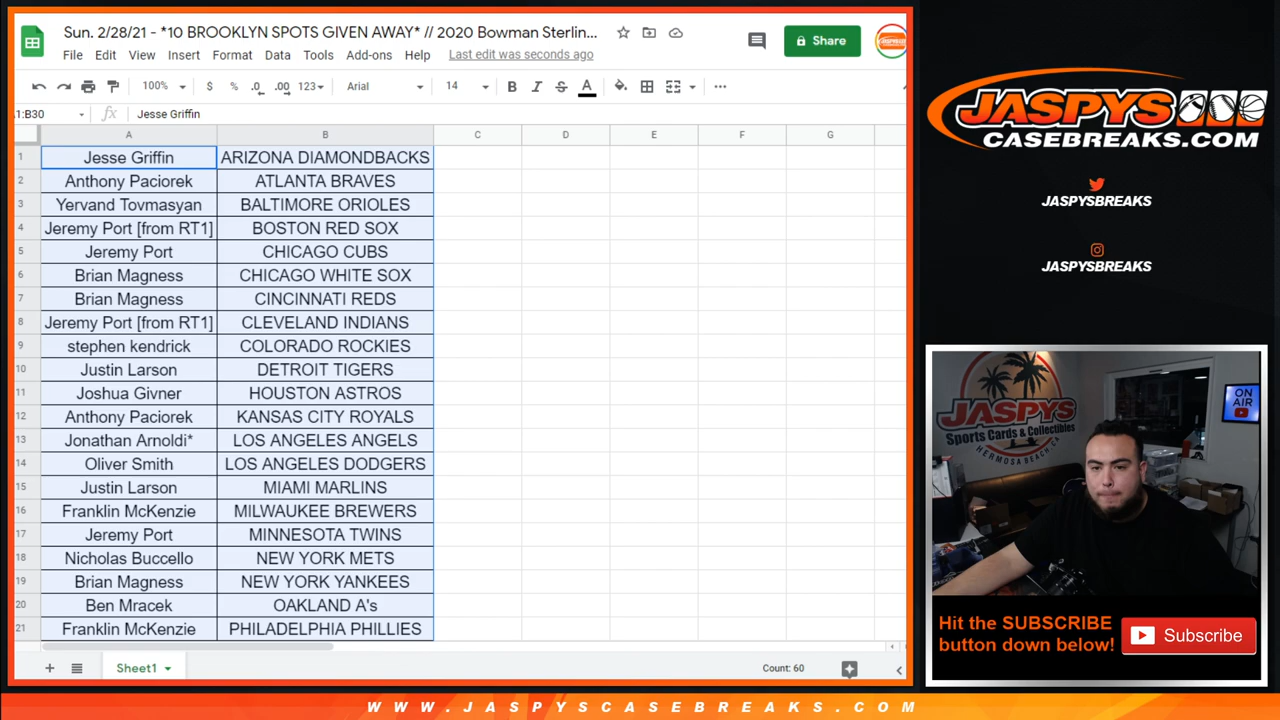 Sun. 2/28/21 - *10 BROOKLYN SPOTS GIVEN AWAY* // 2020 Bowman Sterlin...
Share
File Edit View Insert Format Data Tools Add-ons Help Last edit was seconds ago
100% $ % .0 .00 123 Arial 14 B I S A
A1:B30 fx Jesse Griffin
A B C D E F G
1 Jesse Griffin ARIZONA DIAMONDBACKS
2 Anthony Paciorek ATLANTA BRAVES
3 Yervand Tovmasyan BALTIMORE ORIOLES
4 Jeremy Port [from RT1] BOSTON RED SOX
5 Jeremy Port CHICAGO CUBS
6 Brian Magness CHICAGO WHITE SOX
7 Brian Magness CINCINNATI REDS
8 Jeremy Port [from RT1] CLEVELAND INDIANS
9 stephen kendrick COLORADO ROCKIES
10 Justin Larson DETROIT TIGERS
11 Joshua Givner HOUSTON ASTROS
12 Anthony Paciorek KANSAS CITY ROYALS
13 Jonathan Arnoldi* LOS ANGELES ANGELS
14 Oliver Smith LOS ANGELES DODGERS
15 Justin Larson MIAMI MARLINS
16 Franklin McKenzie MILWAUKEE BREWERS
17 Jeremy Port MINNESOTA TWINS
18 Nicholas Buccello NEW YORK METS
19 Brian Magness NEW YORK YANKEES
20 Ben Mracek OAKLAND A's
21 Franklin McKenzie PHILADELPHIA PHILLIES
Sheet1 Count: 60
JASPYS
CASEBREAKS.COM
JASPYSBREAKS
JASPYSBREAKS
JASPYS
Sports Cards & Collectibles
HERMOSA BEACH, CA
ON AIR
Hit the SUBSCRIBE
button down below!
Subscribe
WWW.JASPYSCASEBREAKS.COM